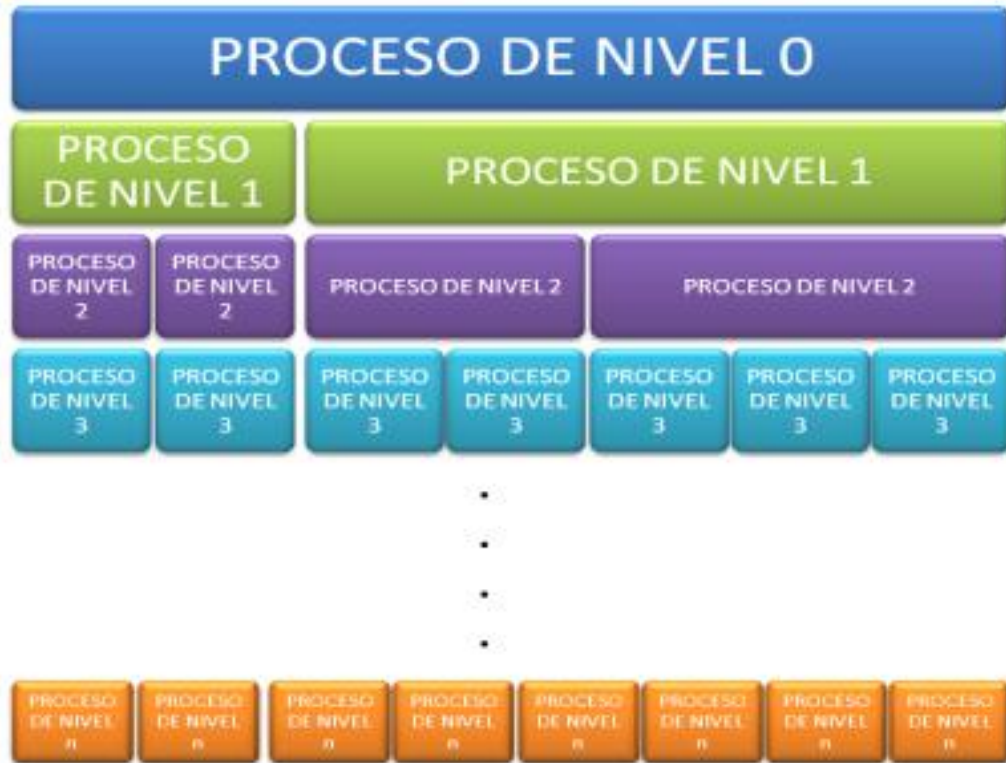 PROCESO DE NIVEL 0
PROCESO
DE NIVEL 1
PROCESO DE NIVEL 1
PROCESO
DE NIVEL
2
PROCESO
DE NIVEL
2
PROCESO DE NIVEL 2
PROCESO DE NIVEL 2
PROCESO
DE NIVEL
3
PROCESO
DE NIVEL
3
PROCESO
DE NIVEL
3
PROCESO
DE NIVEL
3
PROCESO
DE NIVEL
3
PROCESO
DE NIVEL
3
PROCESO
DE NIVEL
3
.
.
.
.
PROCESO
DE NIVEL
n
PROCESO
DE NIVEL
n
PROCESO
DE NIVEL
n
PROCESO
DE NIVEL
n
PROCESO
DE NIVEL
n
PROCESO
DE NIVEL
n
PROCESO
DE NIVEL
n
PROCESO
DE NIVEL
n